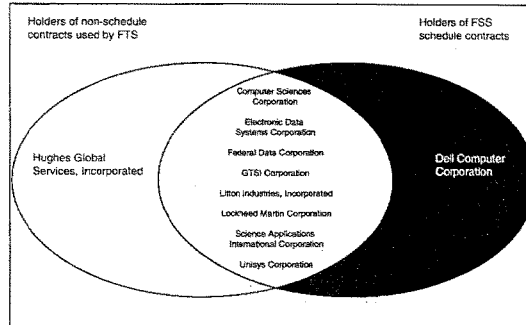 Holders of non-schedule
contracts used by FTS
Holders of FSS
schedule contracts
Computer Sciences
Corporation
Electronic Data
Systems Corporation
Federal Data Corporation
GTSI Corporation
Litton Industries, Incorporated
Lockheed Martin Corporation
Science Applications
International Corporation
Unisys Corporation
Hughes Global
Services, Incorporated
Dell Computer
Corporation